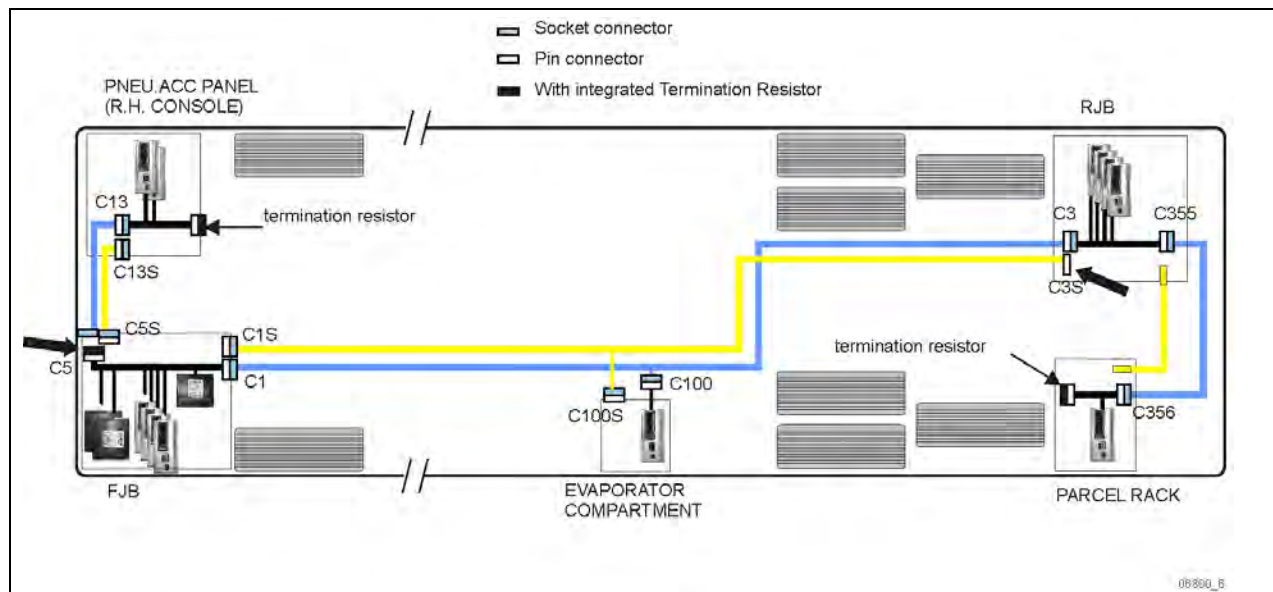 Socket connector
Pin connector
With integrated Termination Resistor
PNEU.ACC PANEL
(R.H. CONSOLE)
RJB
C13
termination resistor
C3
C355
C13S
C3S
C5S
C1S
C5
termination resistor
C1
C100
C100S
C356
FJB
EVAPORATOR
COMPARTMENT
PARCEL RACK